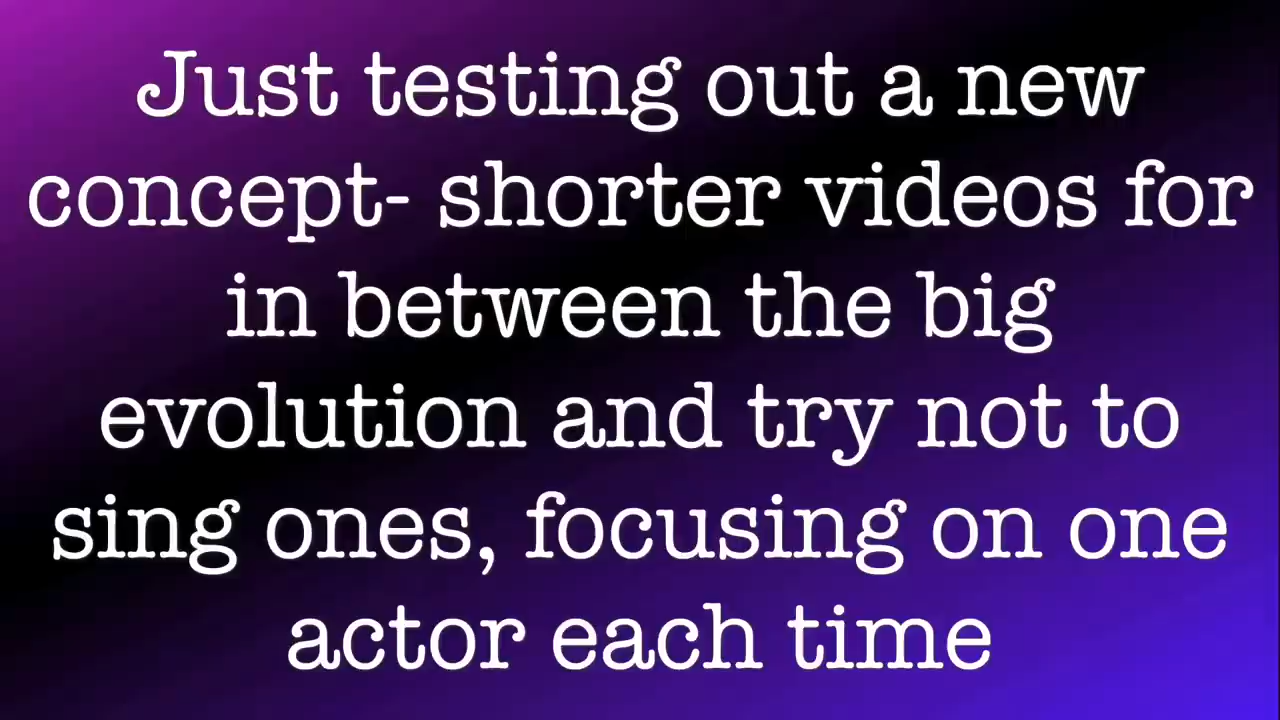 Just testing out a new
concept- shorter videos for
in between the big
evolution and try not to
sing ones, focusing on one
actor each time